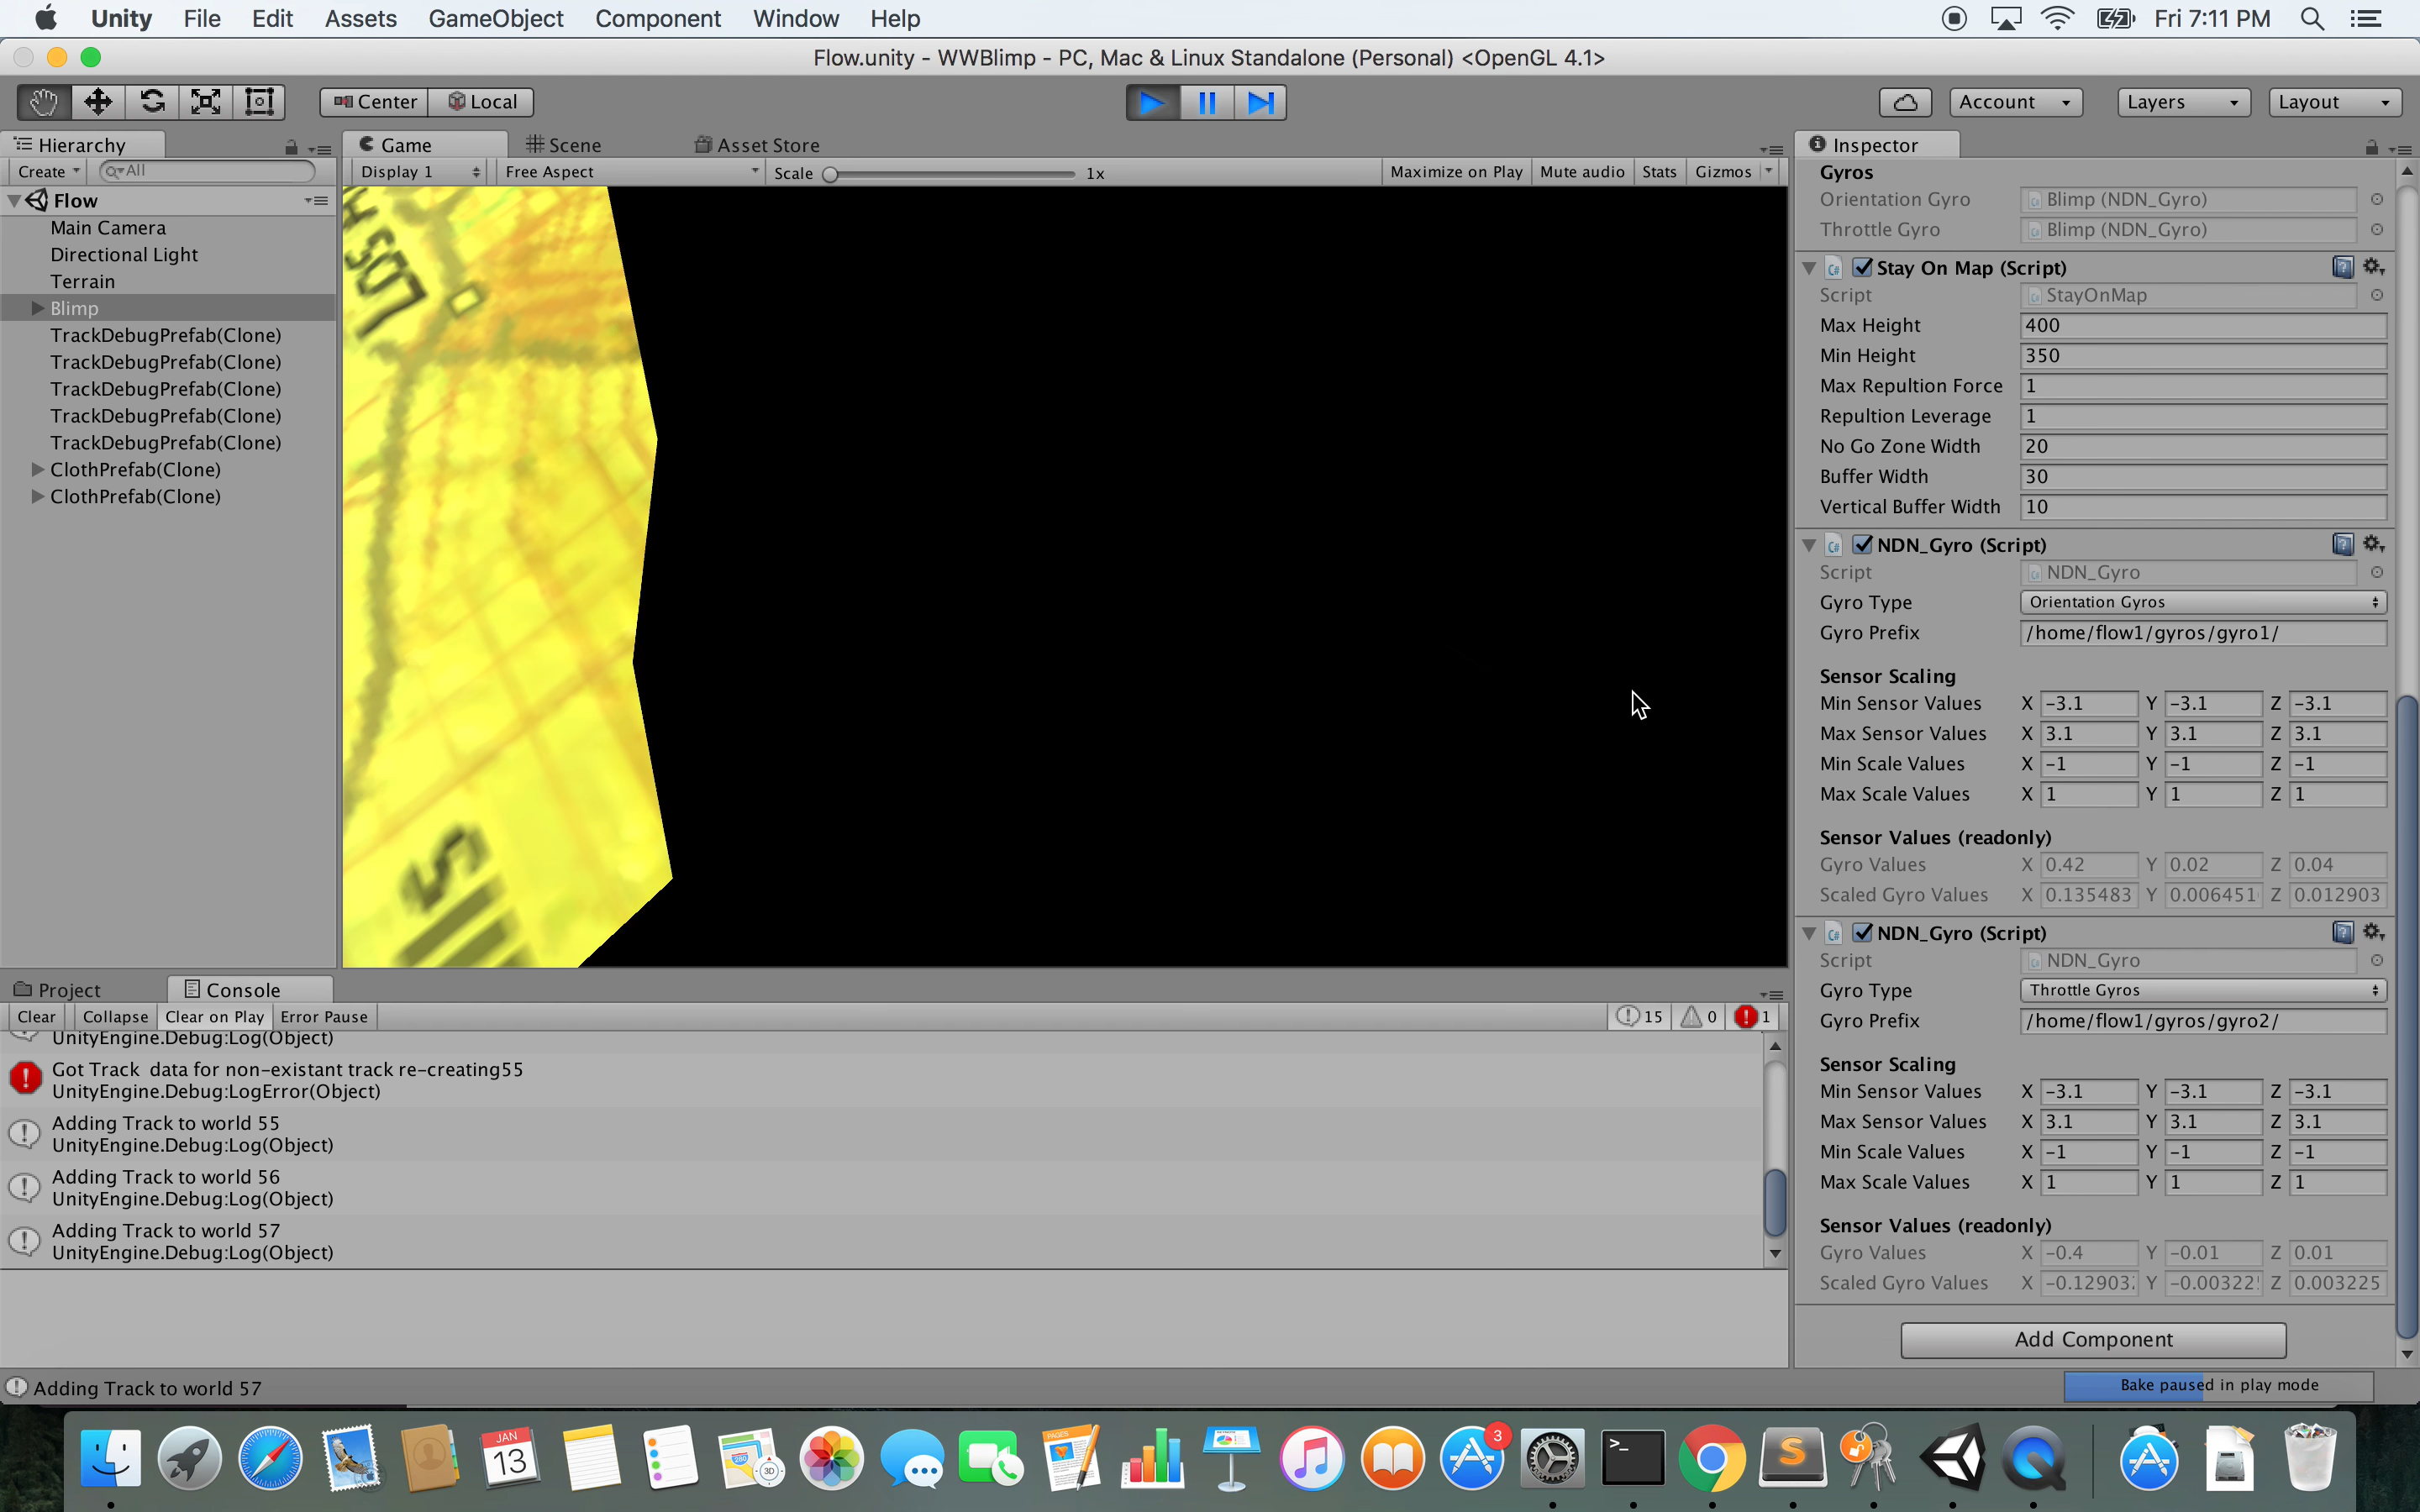 Unity File Edit Assets GameObject Component Window Help Fri 7:11 PM
Flow.unity - WWBlimp - PC, Mac & Linux Standalone (Personal) <OpenGL 4.1>
Center Local Account Layers Layout
Hierarchy
Create All
Flow
Main Camera
Directional Light
Terrain
Blimp
TrackDebugPrefab(Clone)
TrackDebugPrefab(Clone)
TrackDebugPrefab(Clone)
TrackDebugPrefab(Clone)
TrackDebugPrefab(Clone)
ClothPrefab(Clone)
ClothPrefab(Clone)
Game Scene Asset Store
Display 1 Free Aspect Scale 1x Maximize on Play Mute audio Stats Gizmos
Inspector
Gyros
Orientation Gyro Blimp (NDN_Gyro)
Throttle Gyro Blimp (NDN_Gyro)
Stay On Map (Script)
Script StayOnMap
Max Height 400
Min Height 350
Max Repultion Force 1
Repultion Leverage 1
No Go Zone Width 20
Buffer Width 30
Vertical Buffer Width 10
NDN_Gyro (Script)
Script NDN_Gyro
Gyro Type Orientation Gyros
Gyro Prefix /home/flow1/gyros/gyro1/
Sensor Scaling
Min Sensor Values X -3.1 Y -3.1 Z -3.1
Max Sensor Values X 3.1 Y 3.1 Z 3.1
Min Scale Values X -1 Y -1 Z -1
Max Scale Values X 1 Y 1 Z 1
Sensor Values (readonly)
Gyro Values X 0.42 Y 0.02 Z 0.04
Scaled Gyro Values X 0.135483 Y 0.006451 Z 0.012903
NDN_Gyro (Script)
Script NDN_Gyro
Gyro Type Throttle Gyros
Gyro Prefix /home/flow1/gyros/gyro2/
Sensor Scaling
Min Sensor Values X -3.1 Y -3.1 Z -3.1
Max Sensor Values X 3.1 Y 3.1 Z 3.1
Min Scale Values X -1 Y -1 Z -1
Max Scale Values X 1 Y 1 Z 1
Sensor Values (readonly)
Gyro Values X -0.4 Y -0.01 Z 0.01
Scaled Gyro Values X -0.12903 Y -0.00322 Z 0.003225
Add Component
Project Console
Clear Collapse Clear on Play Error Pause 15 0 1
UnityEngine.Debug:Log(Object)
Got Track  data for non-existant track re-creating55
UnityEngine.Debug:LogError(Object)
Adding Track to world 55
UnityEngine.Debug:Log(Object)
Adding Track to world 56
UnityEngine.Debug:Log(Object)
Adding Track to world 57
UnityEngine.Debug:Log(Object)
Adding Track to world 57
Bake paused in play mode
JAN
13
PAGES
3D
280
3